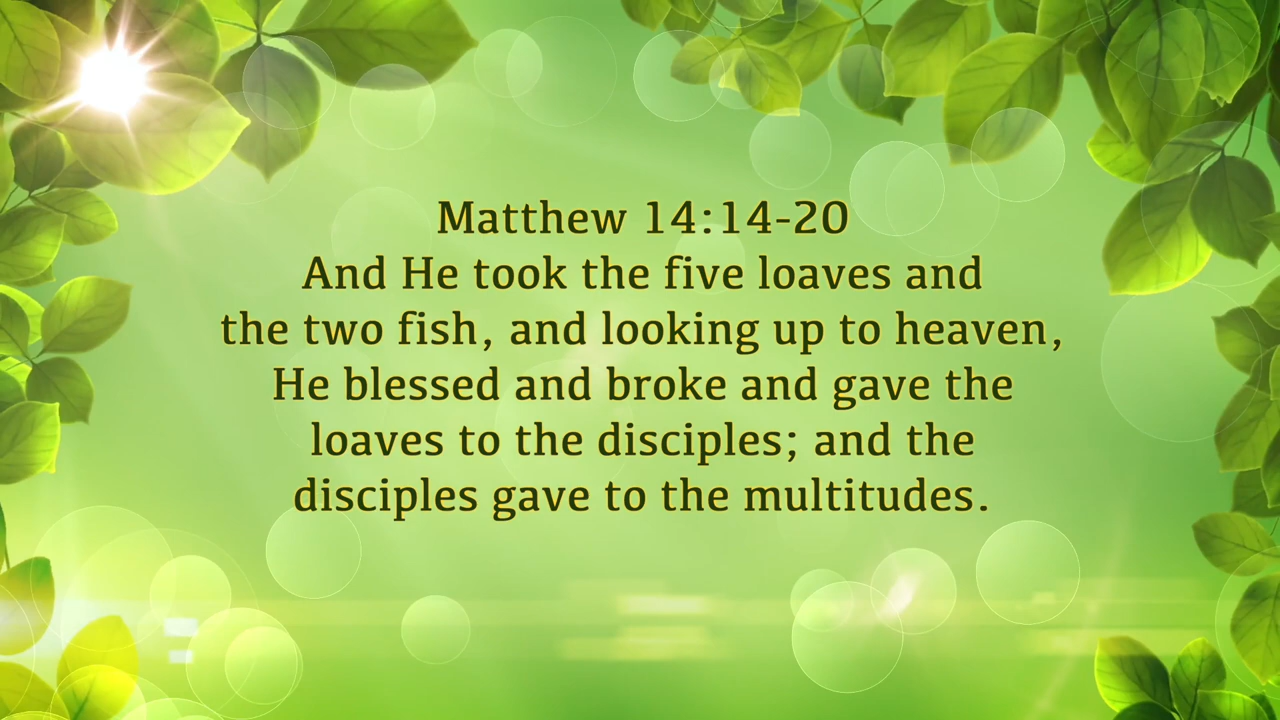 Matthew 14:14-20
And He took the five loaves and
the two fish, and looking up to heaven,
He blessed and broke and gave the
loaves to the disciples; and the
disciples gave to the multitudes.